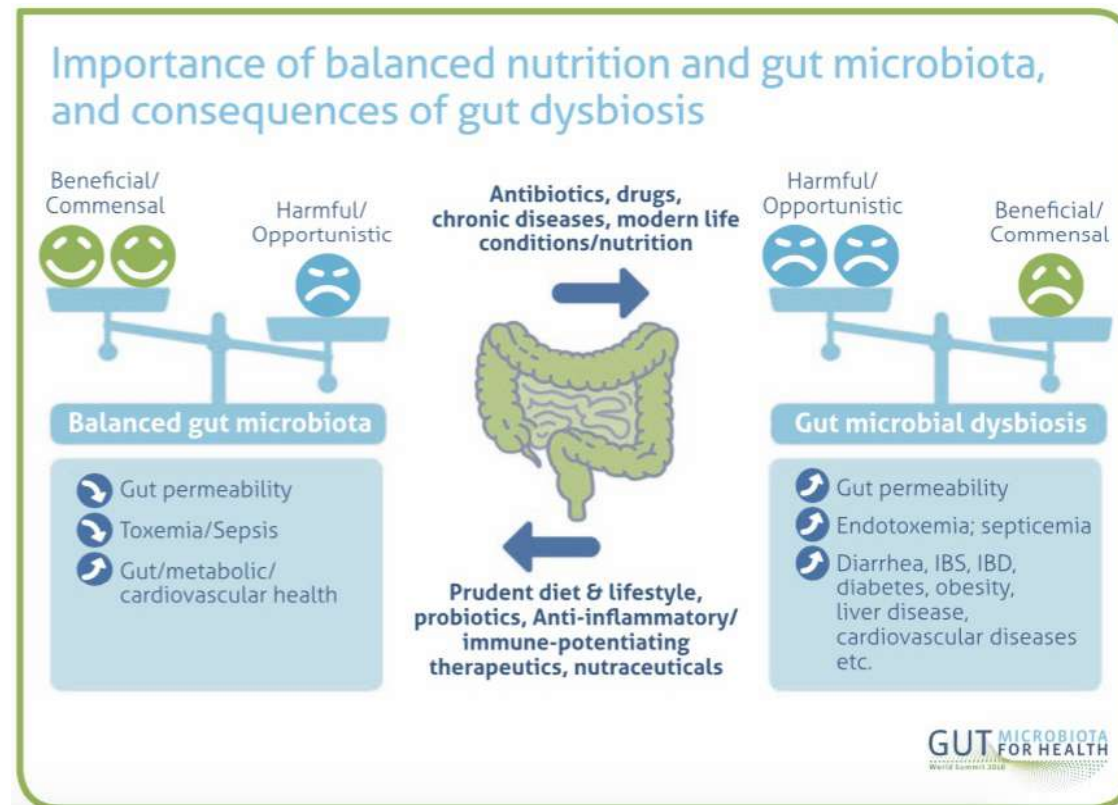 Importance of balanced nutrition and gut microbiota,
and consequences of gut dysbiosis
Beneficial/
Commensal
Harmful/
Opportunistic
Balanced gut microbiota
Gut permeability
Toxemia/Sepsis
Gut/metabolic/
cardiovascular health
Antibiotics, drugs,
chronic diseases, modern life
conditions/nutrition
Prudent diet & lifestyle,
probiotics, Anti-inflammatory/
immune-potentiating
therapeutics, nutraceuticals
Harmful/
Opportunistic
Beneficial/
Commensal
Gut microbial dysbiosis
Gut permeability
Endotoxemia; septicemia
Diarrhea, IBS, IBD,
diabetes, obesity,
liver disease,
cardiovascular diseases
etc.
GUT MICROBIOTA
FOR HEALTH
World Summit